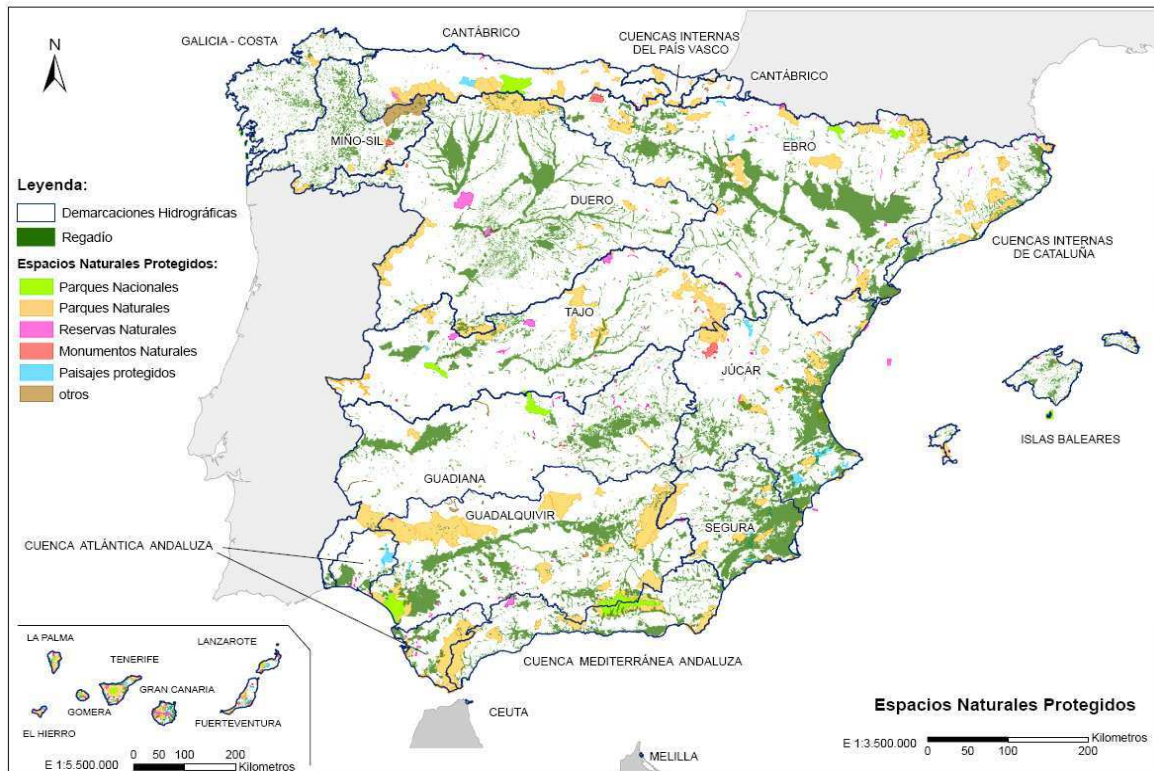 N
GALICIA - COSTA
CANTÁBRICO
CUENCAS INTERNAS
DEL PAÍS VASCO
CANTÁBRICO
MIÑO-SIL
EBRO
DUERO
CUENCAS INTERNAS
DE CATALUÑA
TAJO
JÚCAR
ISLAS BALEARES
GUADIANA
GUADALQUIVIR
SEGURA
CUENCA ATLÁNTICA ANDALUZA
CUENCA MEDITERRÁNEA ANDALUZA
CEUTA
MELILLA
Leyenda:
Demarcaciones Hidrográficas
Regadío
Espacios Naturales Protegidos:
Parques Nacionales
Parques Naturales
Reservas Naturales
Monumentos Naturales
Paisajes protegidos
otros
LA PALMA
LANZAROTE
TENERIFE
GRAN CANARIA
GOMERA
FUERTEVENTURA
EL HIERRO
0 50 100 200
E 1:5.500.000 Kilometros
Espacios Naturales Protegidos
E 1:3.500.000 Kilometros
0 50 100 200